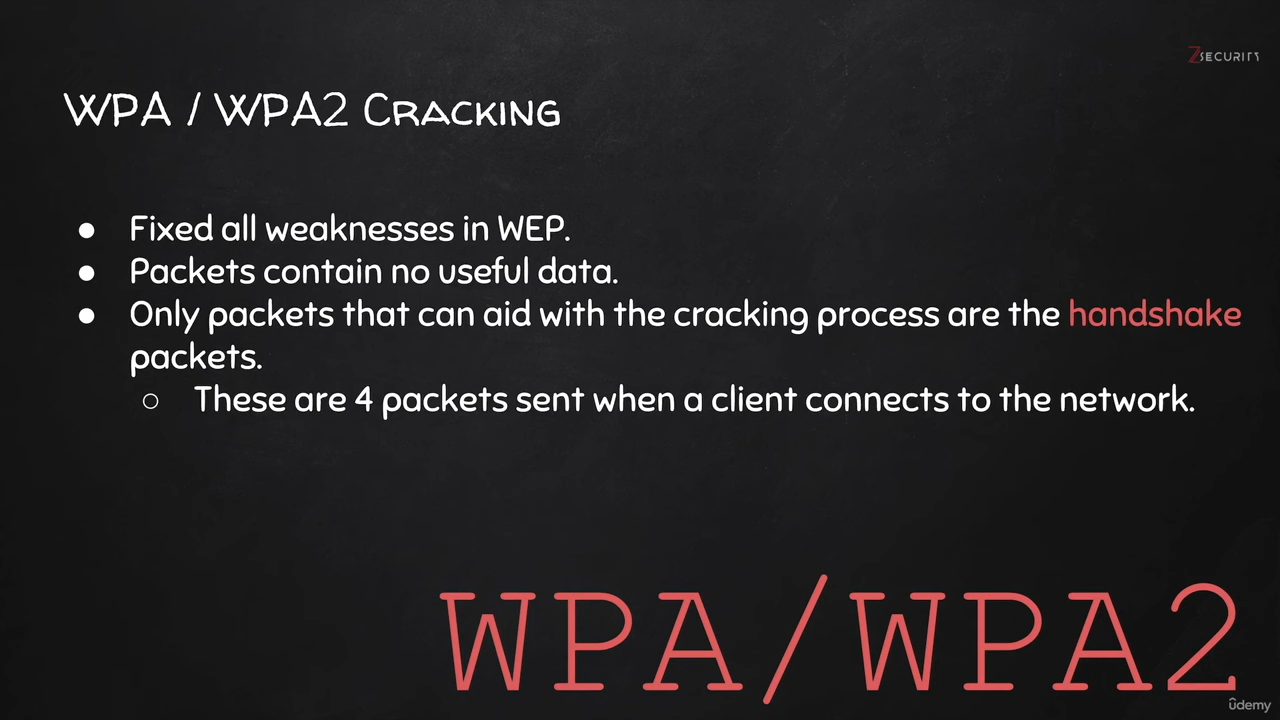 ZSECURITY
WPA / WPA2 Cracking
● Fixed all weaknesses in WEP.
● Packets contain no useful data.
● Only packets that can aid with the cracking process are the handshake
packets.
○ These are 4 packets sent when a client connects to the network.
WPA/WPA2
ûdemy